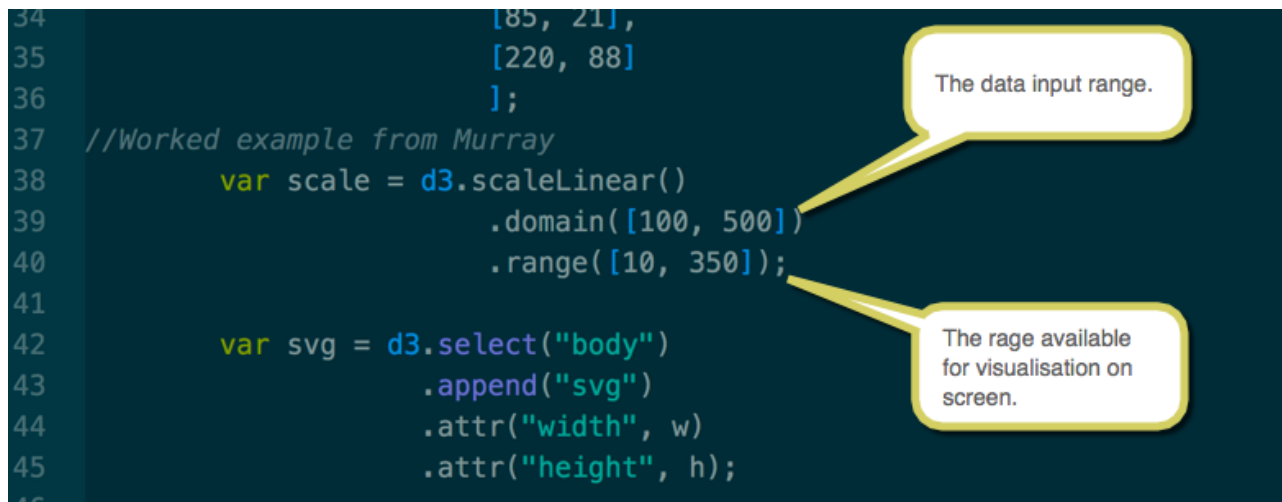 34 [85, 21],
35 [220, 88]
36 ];
37 //Worked example from Murray
38 var scale = d3.scaleLinear()
39 .domain([100, 500])
40 .range([10, 350]);
41
42 var svg = d3.select("body")
43 .append("svg")
44 .attr("width", w)
45 .attr("height", h);
The data input range.
The rage available
for visualisation on
screen.